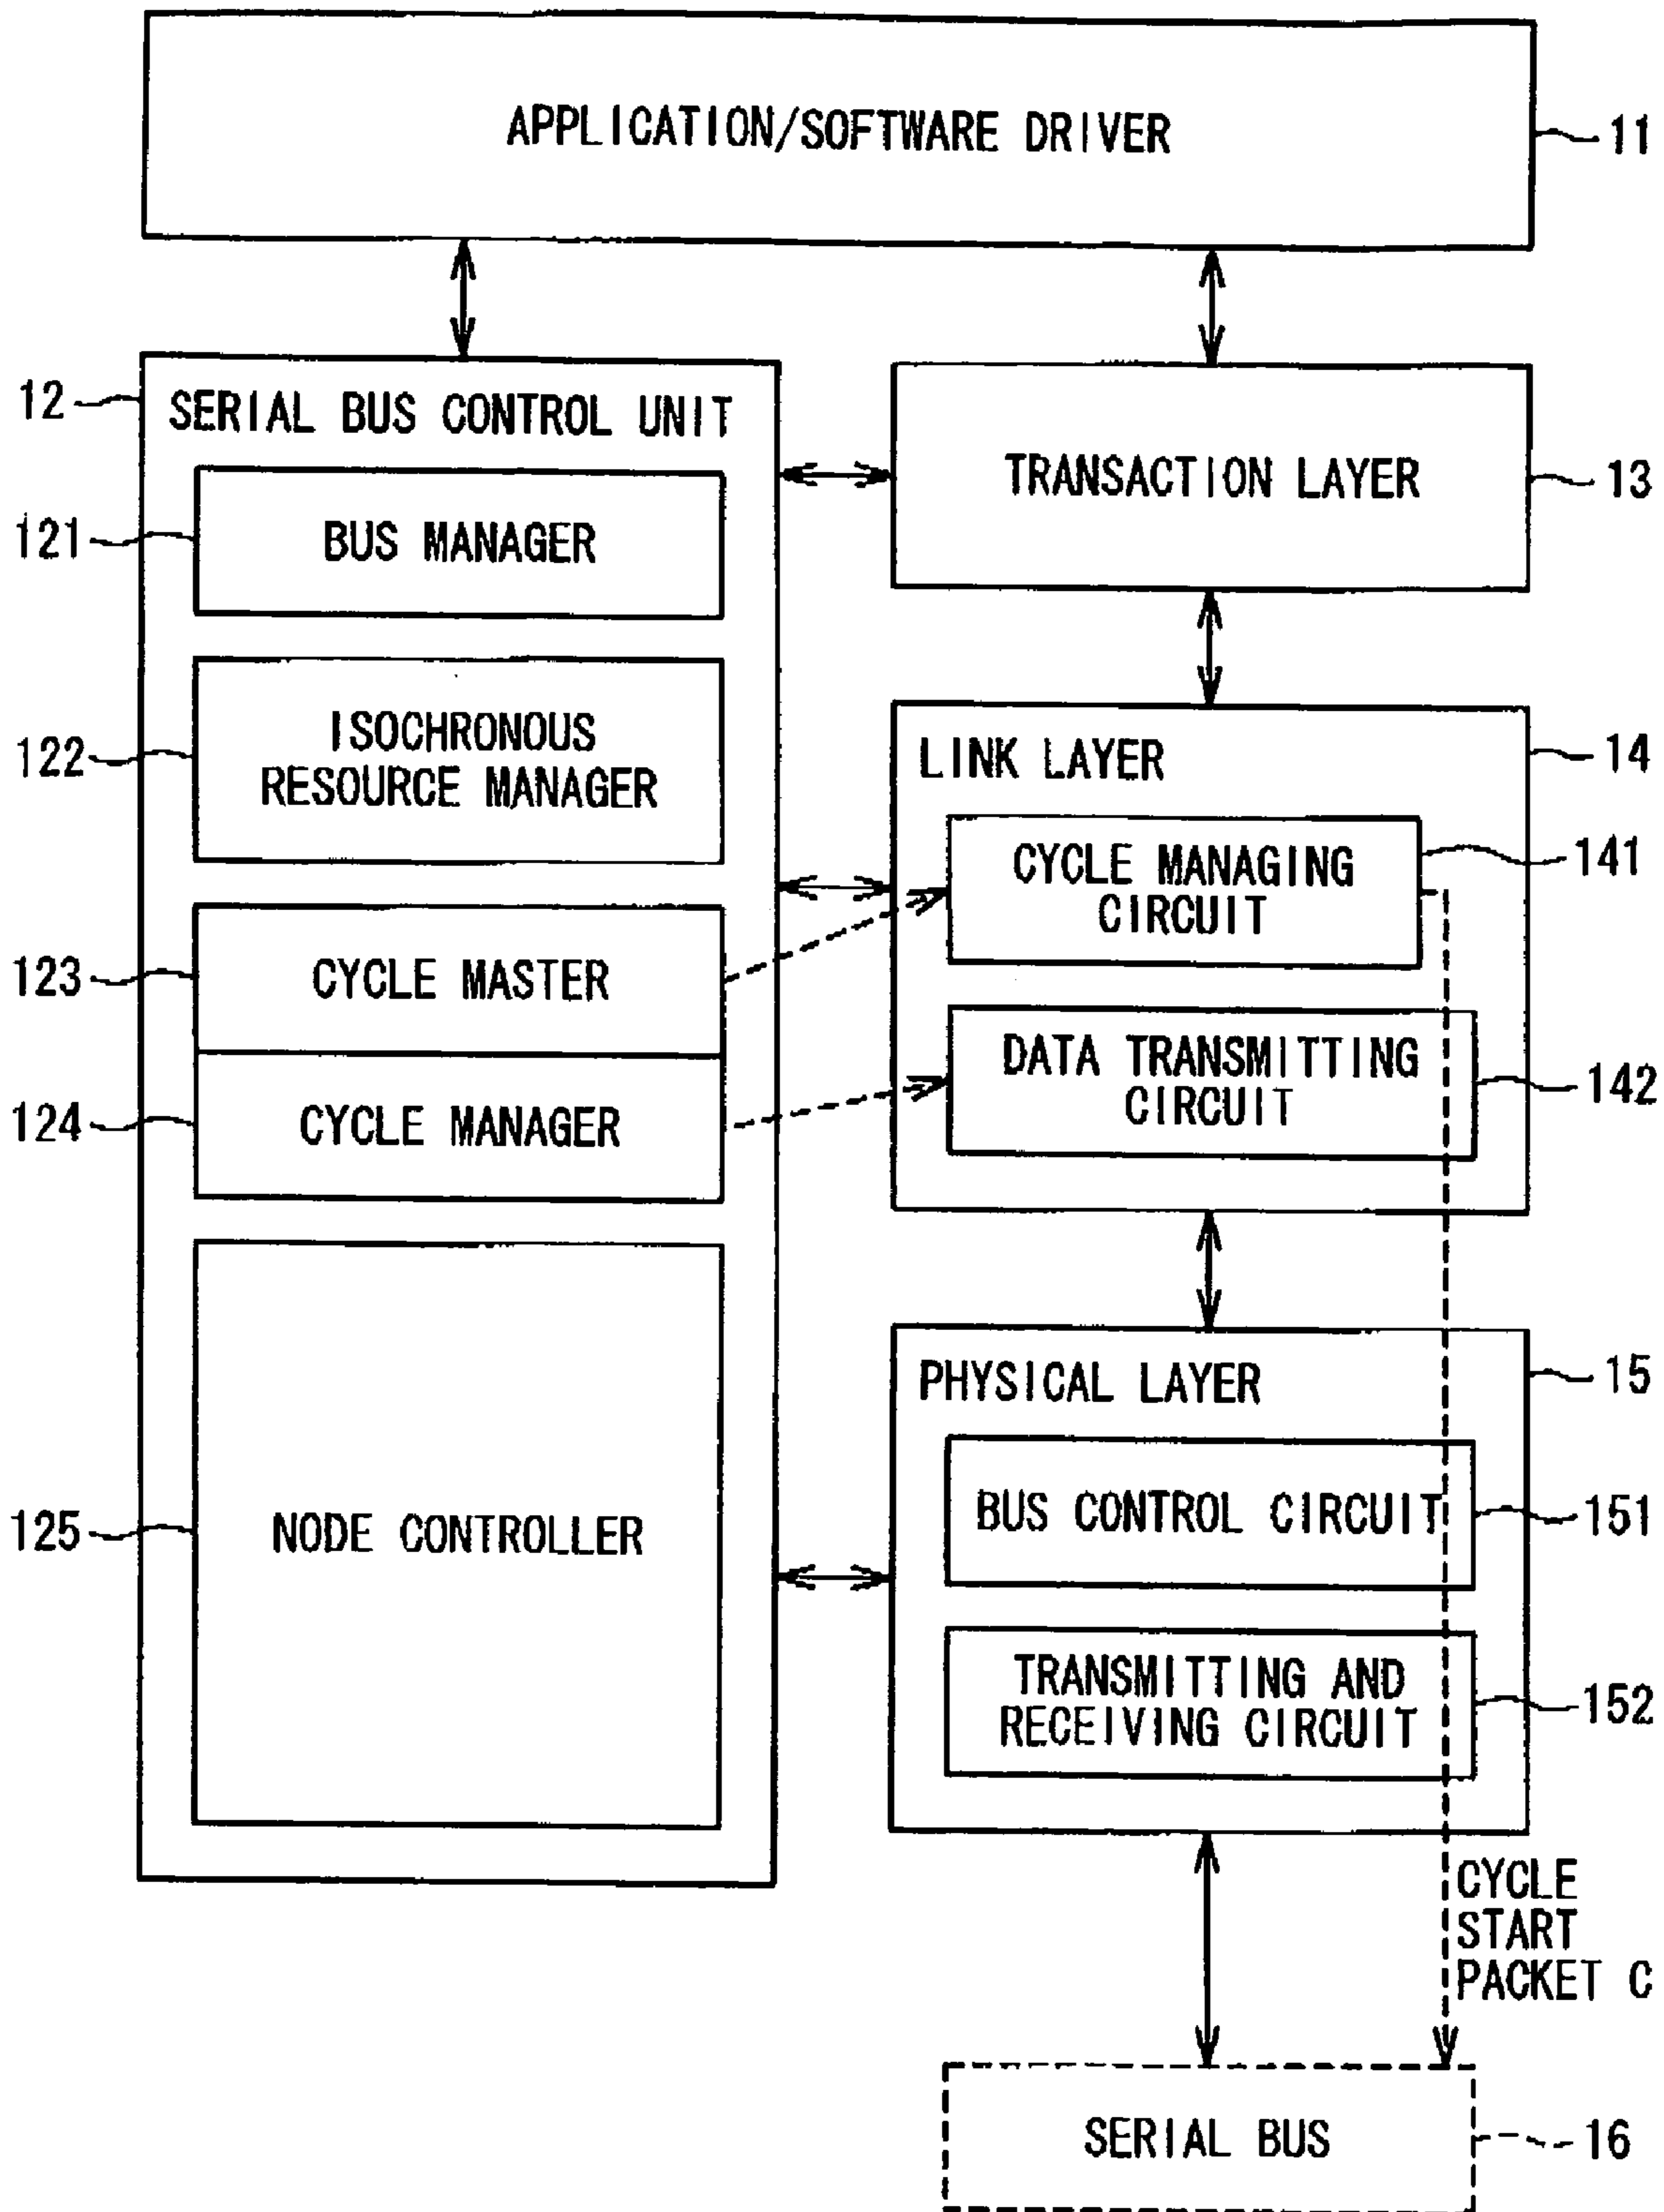 APPLICATION/SOFTWARE DRIVER
11
12
SERIAL BUS CONTROL UNIT
121
BUS MANAGER
122
ISOCHRONOUS
RESOURCE MANAGER
123
CYCLE MASTER
124
CYCLE MANAGER
125
NODE CONTROLLER
TRANSACTION LAYER
13
LINK LAYER
14
CYCLE MANAGING
CIRCUIT
141
DATA TRANSMITTING
CIRCUIT
142
PHYSICAL LAYER
15
BUS CONTROL CIRCUIT
151
TRANSMITTING AND
RECEIVING CIRCUIT
152
CYCLE
START
PACKET C
SERIAL BUS
16